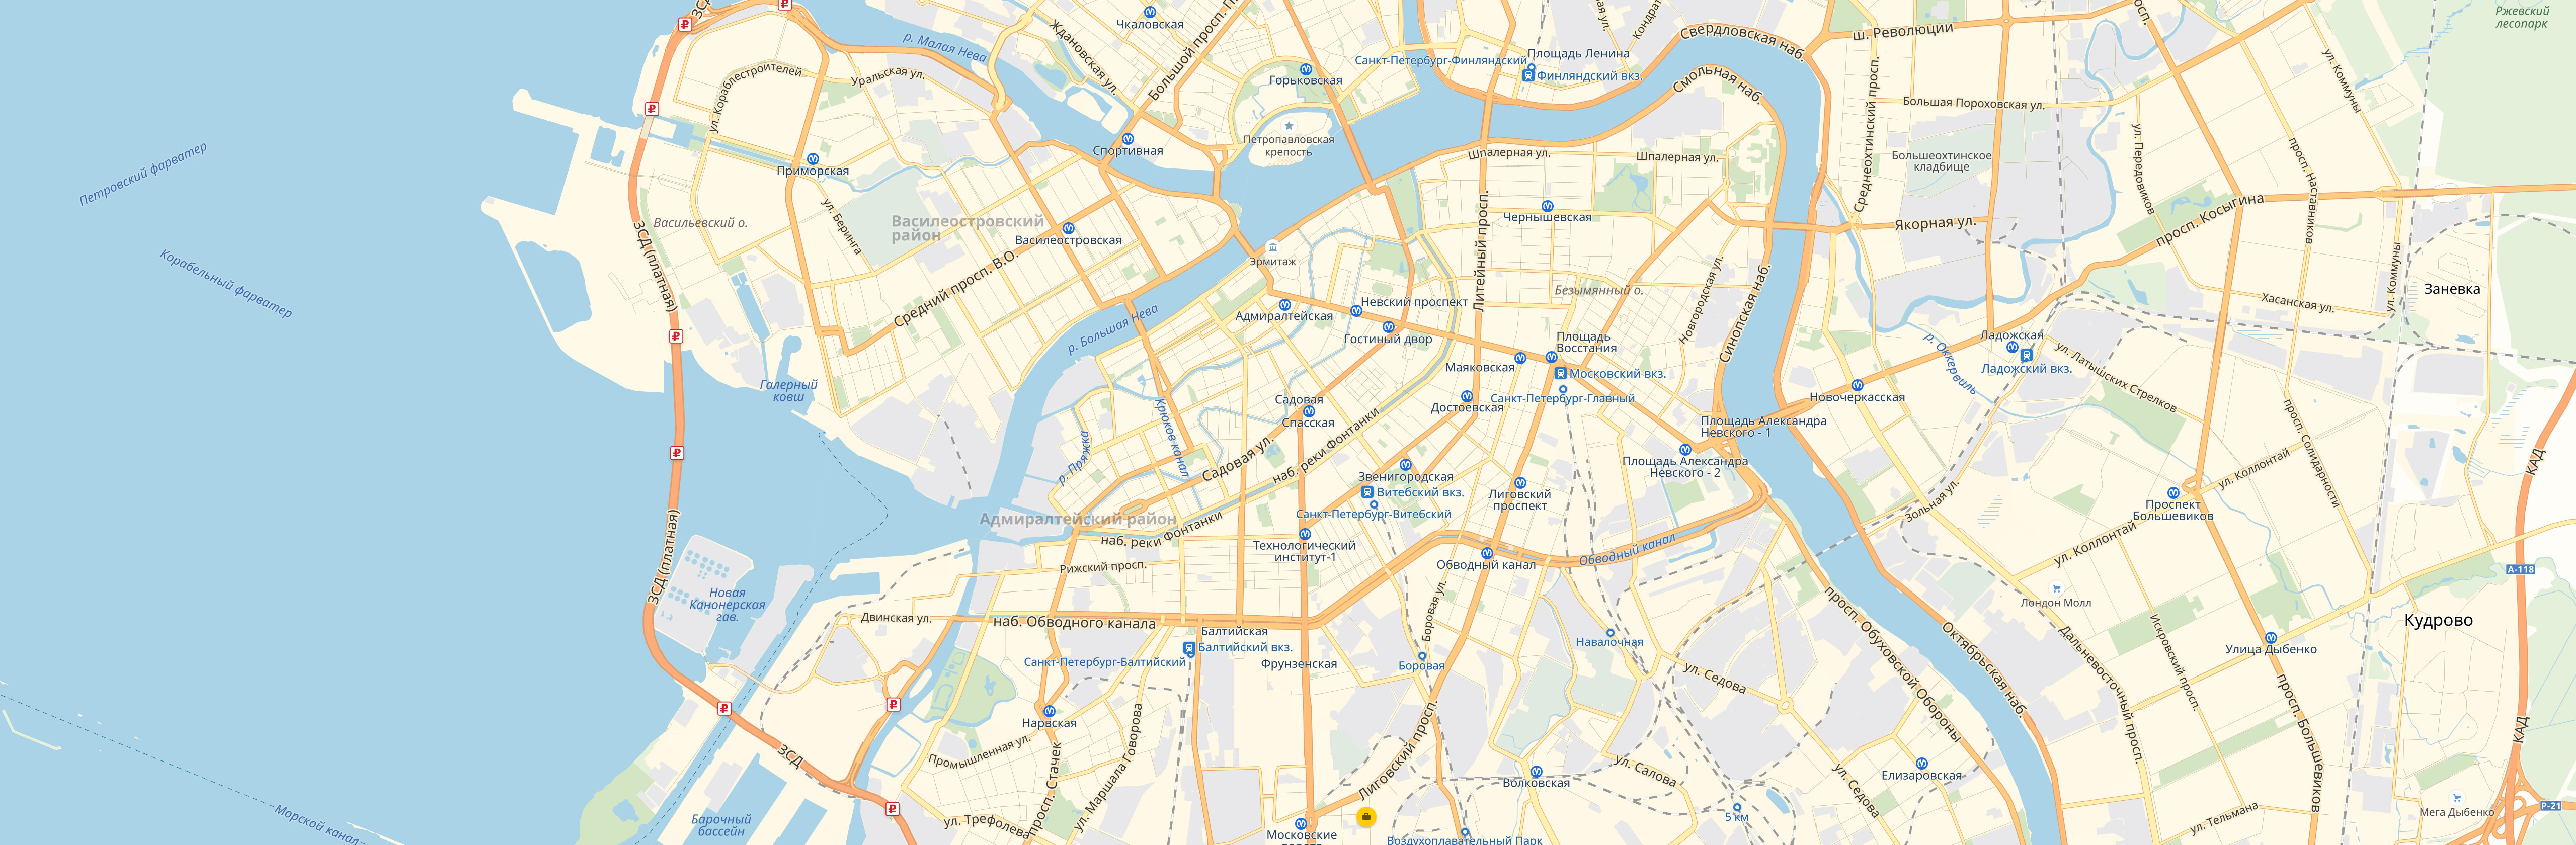 Чкаловская
Ждановская ул.
р. Малая Нева
Большой просп. П
Горьковская
Площадь Ленина
Санкт-Петербург-Финляндский
Финляндский вкз.
Свердловская наб.
ш. Революции
Ржевский
лесопарк
ул. Кораблестроителей
Уральская ул.
Смольная наб.
Среднеохтинский просп.
Большая Пороховская ул.
ул. Коммуны
Петровский фарватер
Приморская
Спортивная
Петропавловская
крепость
Шпалерная ул.
Шпалерная ул.
Большеохтинское
кладбище
ул. Передовиков
просп. Наставников
Васильевский о.
ул. Беринга
Василеостровский
район
Василеостровская
Чернышевская
Литейный просп.
Якорная ул.
просп. Косыгина
Корабельный фарватер
ЗСД (платная)
Средний просп. В.О.
Эрмитаж
Безымянный о.
Новгородская ул.
Синопская наб.
ул. Коммуны
Заневка
Хасанская ул.
р. Большая Нева
Адмиралтейская
Невский проспект
Гостиный двор
Площадь
Восстания
Маяковская
Московский вкз.
Санкт-Петербург-Главный
Ладожская
Ладожский вкз.
р. Оккервиль
ул. Латышских Стрелков
Галерный
ковш
Крюков канал
Садовая
Спасская
Достоевская
Новочеркасская
Площадь Александра
Невского - 1
Площадь Александра
Невского - 2
просп. Солидарности
р. Пряжка
Садовая ул.
наб. реки Фонтанки
Звенигородская
Витебский вкз.
Санкт-Петербург-Витебский
Лиговский
проспект
Зольная ул.
Проспект
Большевиков
ул. Коллонтай
ул. Коллонтай
КАД
Адмиралтейский район
наб. реки Фонтанки
Технологический
институт-1
Обводный канал
Обводный канал
ЗСД (платная)
Рижский просп.
А-118
Новая
Канонерская
гав.
Двинская ул.
наб. Обводного канала
Балтийская
Балтийский вкз.
Санкт-Петербург-Балтийский
Фрунзенская
Боровая ул.
Боровая
Навалочная
просп. Обуховской Обороны
Октябрьская наб.
Лондон Молл
Дальневосточный просп.
Искровский просп.
Улица Дыбенко
Кудрово
ул. Седова
Нарвская
Промышленная ул.
просп. Стачек
ул. Маршала Говорова
Лиговский просп.
ЗСД
Волковская
ул. Салова
Елизаровская
ул. Седова
просп. Большевиков
КАД
Морской канал
Барочный
бассейн
ул. Трефолева
Московские
Воздухоплавательный Парк
5 км
ул. Тельмана
Мега Дыбенко
Р-21